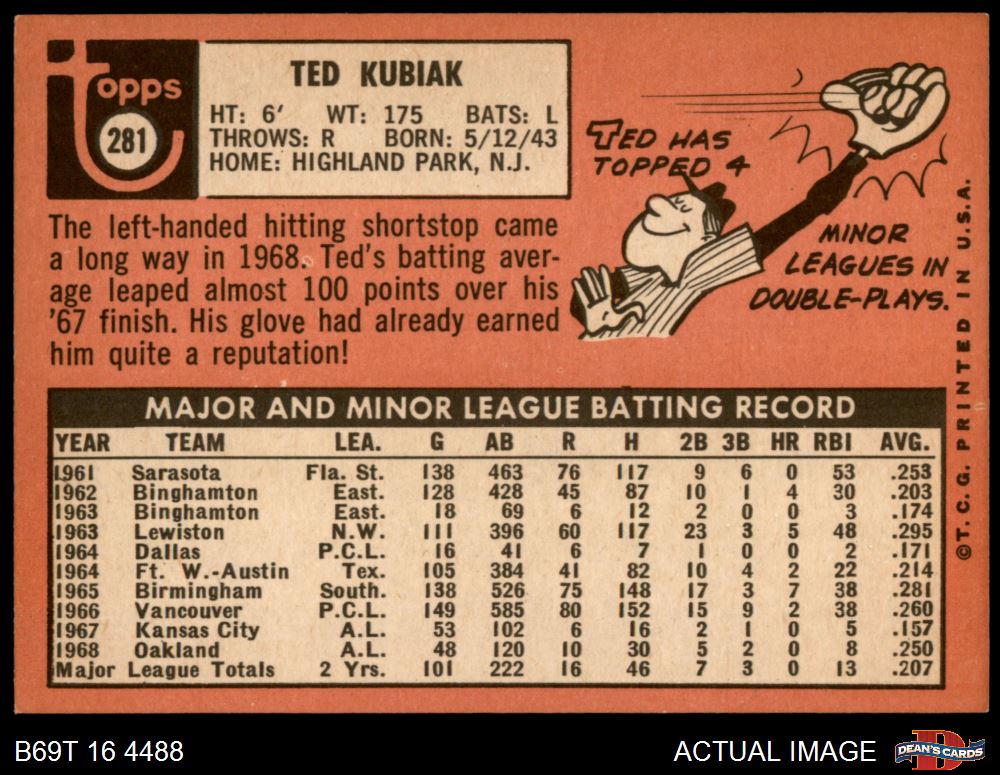 Topps
281
TED KUBIAK
HT: 6' WT: 175 BATS: L
THROWS: R BORN: 5/12/43
HOME: HIGHLAND PARK, N.J.
TED HAS
TOPPED 4
MINOR
LEAGUES IN
DOUBLE-PLAYS.
The left-handed hitting shortstop came
a long way in 1968. Ted's batting aver-
age leaped almost 100 points over his
'67 finish. His glove had already earned
him quite a reputation!
MAJOR AND MINOR LEAGUE BATTING RECORD
YEAR TEAM LEA. G AB R H 2B 3B HR RBI AVG.
1961 Sarasota Fla. St. 138 463 76 117 9 6 0 53 .253
1962 Binghamton East. 128 428 45 87 10 1 4 30 .203
1963 Binghamton East. 18 69 6 12 2 0 0 3 .174
1963 Lewiston N.W. 111 396 60 117 23 3 5 48 .295
1964 Dallas P.C.L. 16 41 6 7 1 0 0 2 .171
1964 Ft. W.-Austin Tex. 105 384 41 82 10 4 2 22 .214
1965 Birmingham South. 138 526 75 148 17 3 7 38 .281
1966 Vancouver P.C.L. 149 585 80 152 15 9 2 38 .260
1967 Kansas City A.L. 53 102 6 16 2 1 0 5 .157
1968 Oakland A.L. 48 120 10 30 5 2 0 8 .250
Major League Totals 2 Yrs. 101 222 16 46 7 3 0 13 .207
©T.C.G. PRINTED IN U.S.A.
B69T 16 4488
ACTUAL IMAGE
D
DEAN'S CARDS